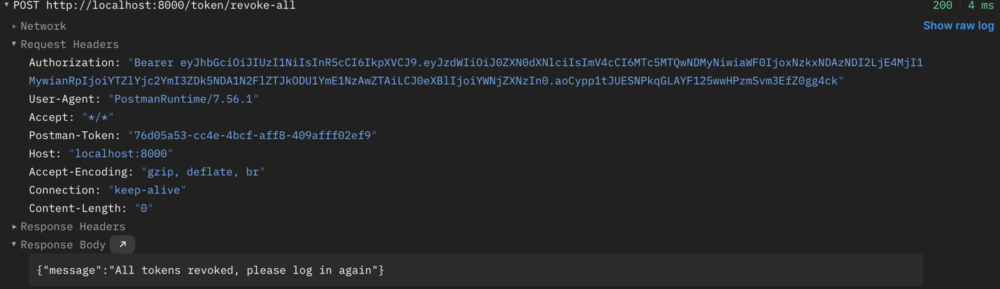 POST http://localhost:8000/token/revoke-all 200 4 ms
Network Show raw log
Request Headers
Authorization: "Bearer eyJhbGciOiJIUzI1NiIsInR5cCI6IkpXVCJ9.eyJzdWIiOiJ0ZXN0dXNlciIsImV4cCI6MTc5MTQwNDMyNiwiaWF0IjoxNzkxNDAzNDI2LjE4MjI1
MywianRpIjoiYTZlYjc2YmI3ZDk5NDA1N2FlZTJkODU1YmE1NzAwZTAiLCJ0eXBlIjoiYWNjZXNzIn0.aoCypp1tJUESNPkqGLAYF125wwHPzmSvm3EfZ0gg4ck"
User-Agent: "PostmanRuntime/7.56.1"
Accept: "*/*"
Postman-Token: "76d05a53-cc4e-4bcf-aff8-409afff02ef9"
Host: "localhost:8000"
Accept-Encoding: "gzip, deflate, br"
Connection: "keep-alive"
Content-Length: "0"
Response Headers
Response Body
{"message":"All tokens revoked, please log in again"}